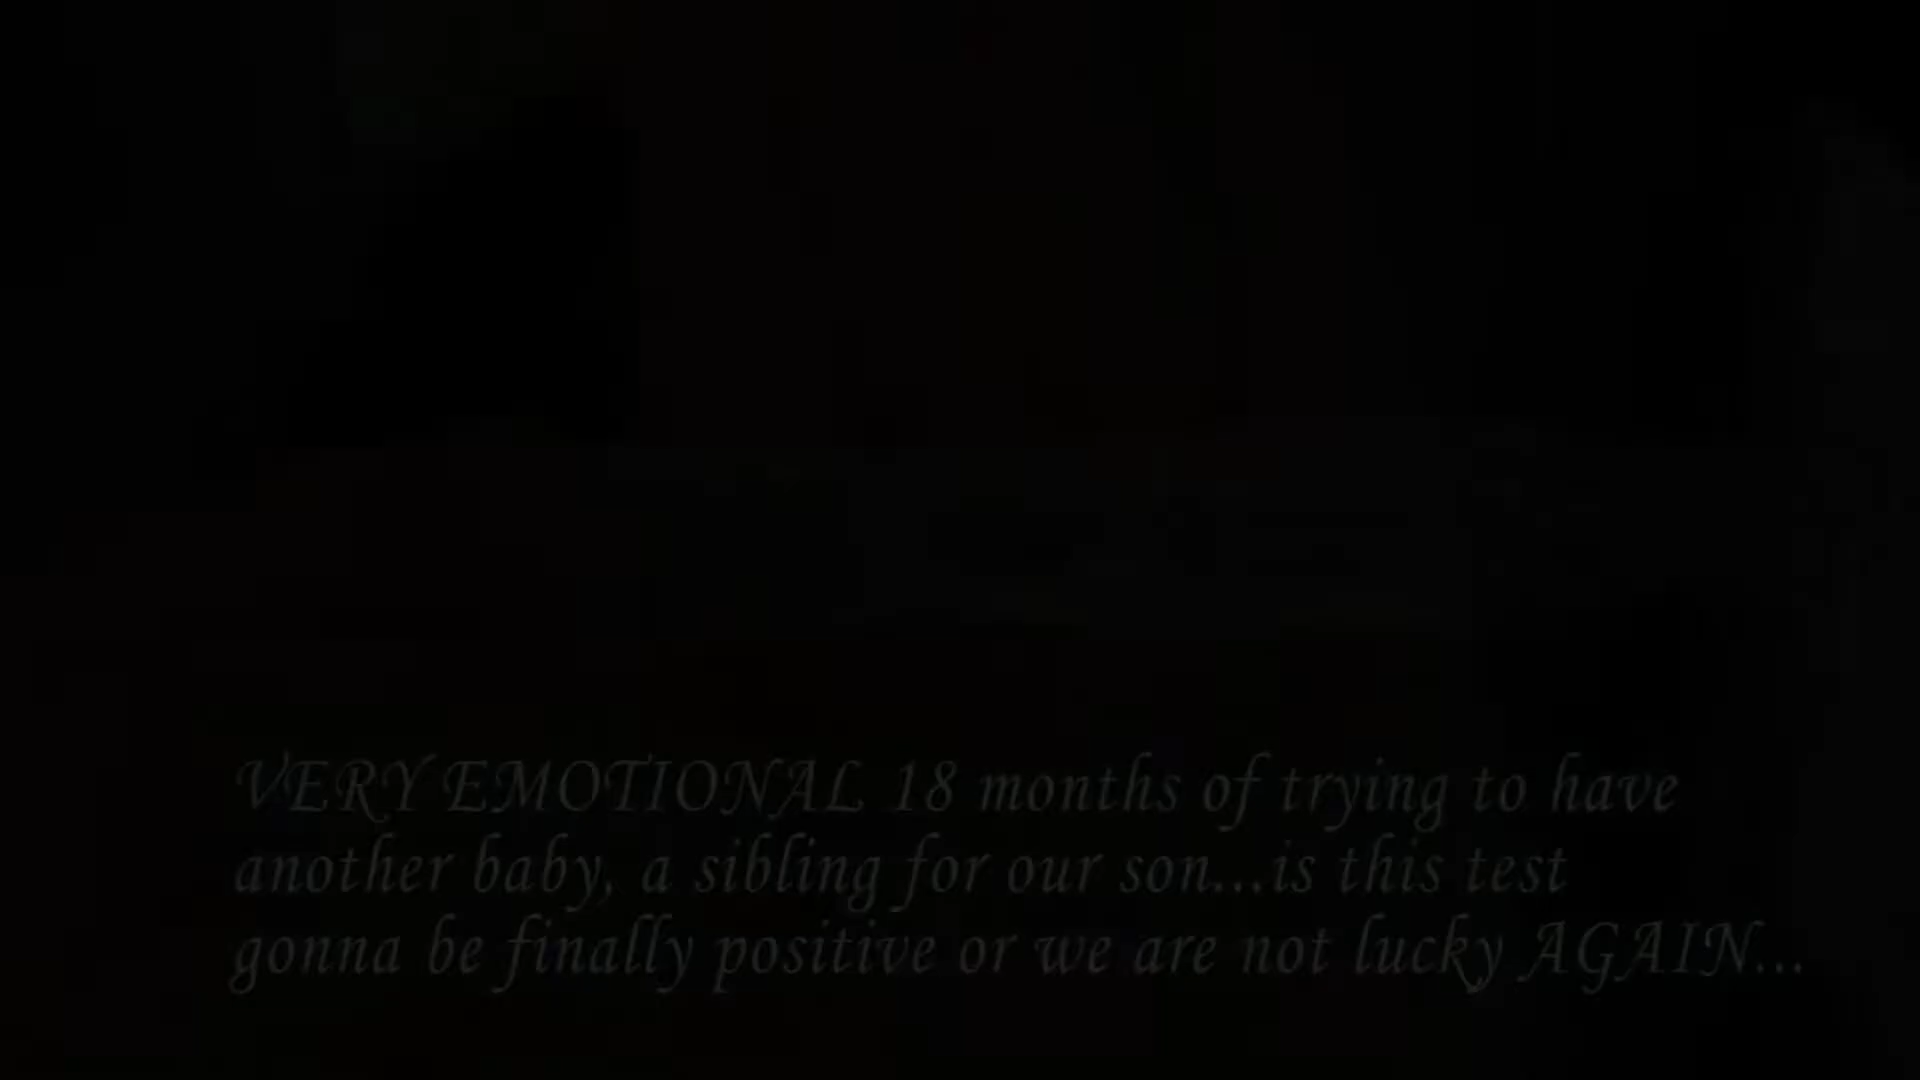 VERY EMOTIONAL 18 months of trying to have
another baby, a sibling for our son...is this test
gonna be finally positive or we are not lucky AGAIN...